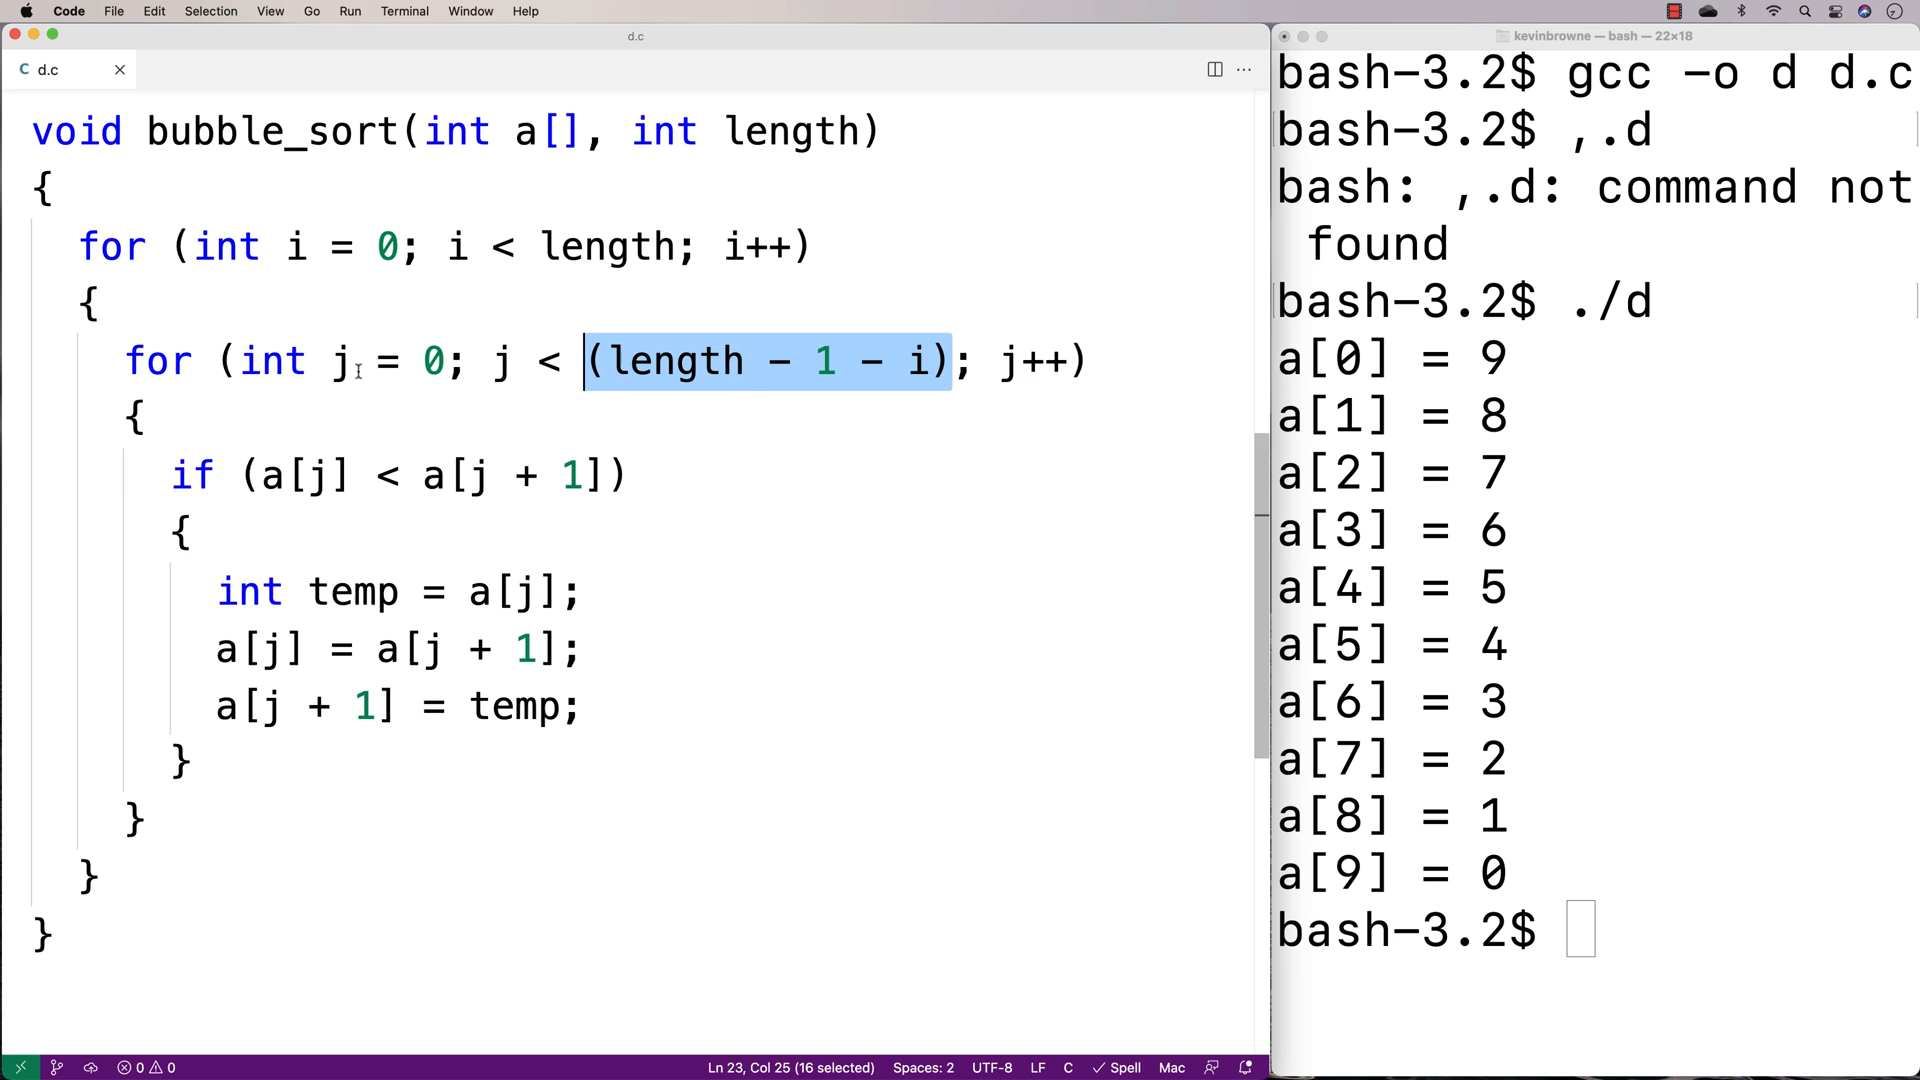 Code File Edit Selection View Go Run Terminal Window Help
d.c
C d.c
void bubble_sort(int a[], int length)
{
for (int i = 0; i < length; i++)
{
for (int j = 0; j < (length - 1 - i); j++)
{
if (a[j] < a[j + 1])
{
int temp = a[j];
a[j] = a[j + 1];
a[j + 1] = temp;
}
}
}
}
Ln 23, Col 25 (16 selected) Spaces: 2 UTF-8 LF C Spell Mac
0 0
kevinbrowne — bash — 22×18
bash-3.2$ gcc -o d d.c
bash-3.2$ ,.d
bash: ,.d: command not
found
bash-3.2$ ./d
a[0] = 9
a[1] = 8
a[2] = 7
a[3] = 6
a[4] = 5
a[5] = 4
a[6] = 3
a[7] = 2
a[8] = 1
a[9] = 0
bash-3.2$